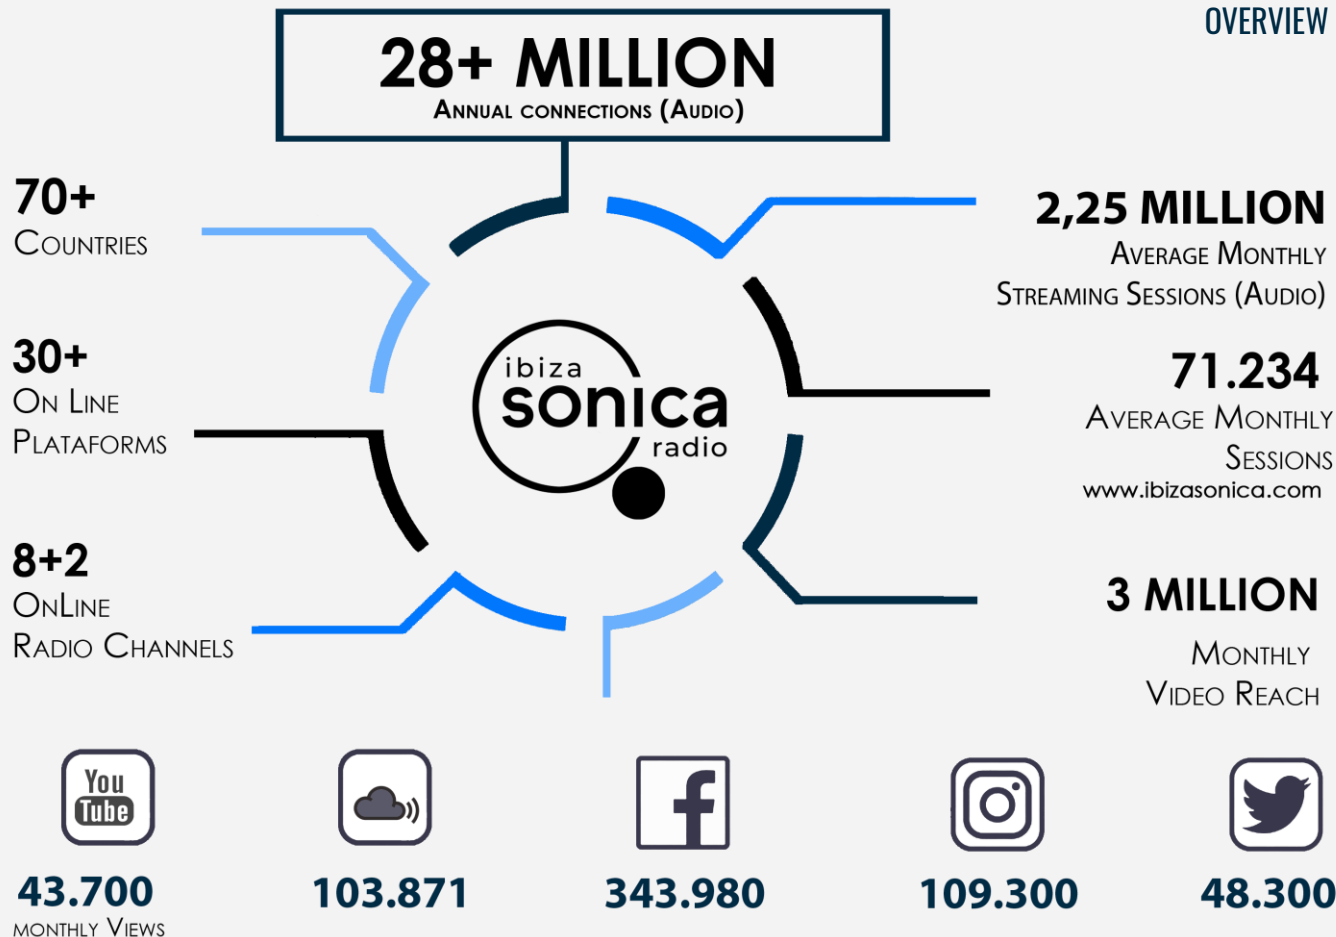 OVERVIEW
28+ MILLION
ANNUAL CONNECTIONS (AUDIO)
70+
COUNTRIES
30+
ON LINE
PLATAFORMS
8+2
ONLINE
RADIO CHANNELS
ibiza
sonica
radio
2,25 MILLION
AVERAGE MONTHLY
STREAMING SESSIONS (AUDIO)
71.234
AVERAGE MONTHLY
SESSIONS
www.ibizasonica.com
3 MILLION
MONTHLY
VIDEO REACH
You
Tube
43.700
MONTHLY VIEWS
103.871
343.980
109.300
48.300